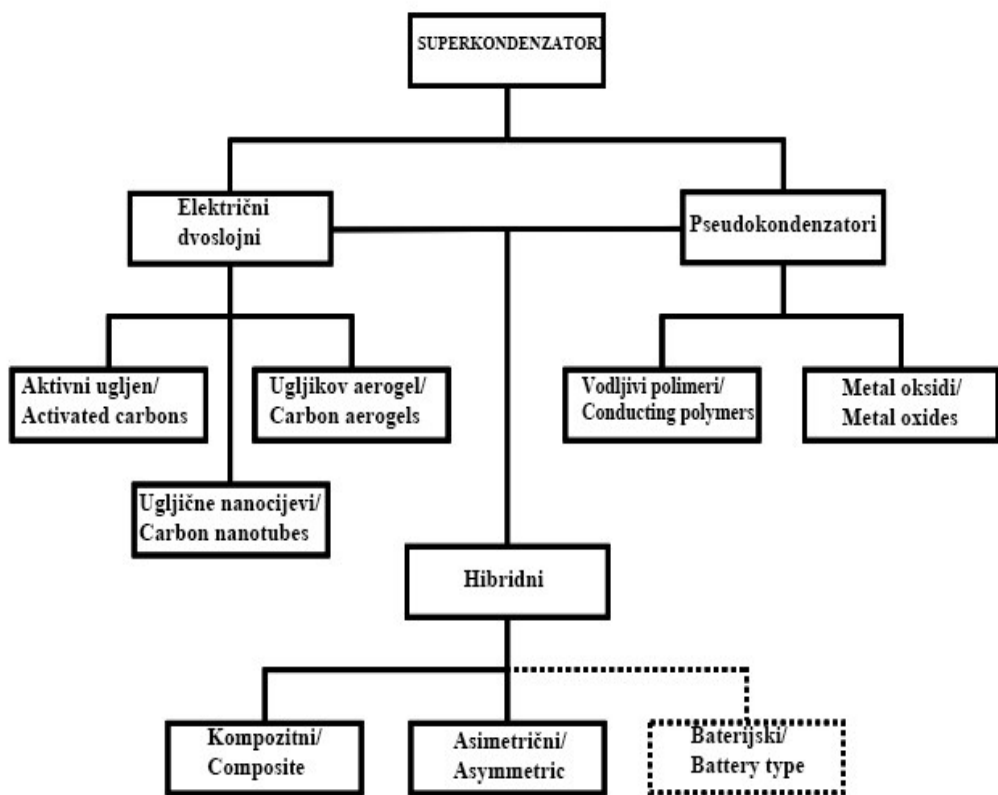 SUPERKONDENZATORI
Električni
dvoslojni
Pseudokondenzatori
Aktivni ugljen/
Activated carbons
Ugljikov aerogel/
Carbon aerogels
Vodljivi polimeri/
Conducting polymers
Metal oksidi/
Metal oxides
Ugljične nanocijevi/
Carbon nanotubes
Hibridni
Kompozitni/
Composite
Asimetrični/
Asymmetric
Baterijski/
Battery type